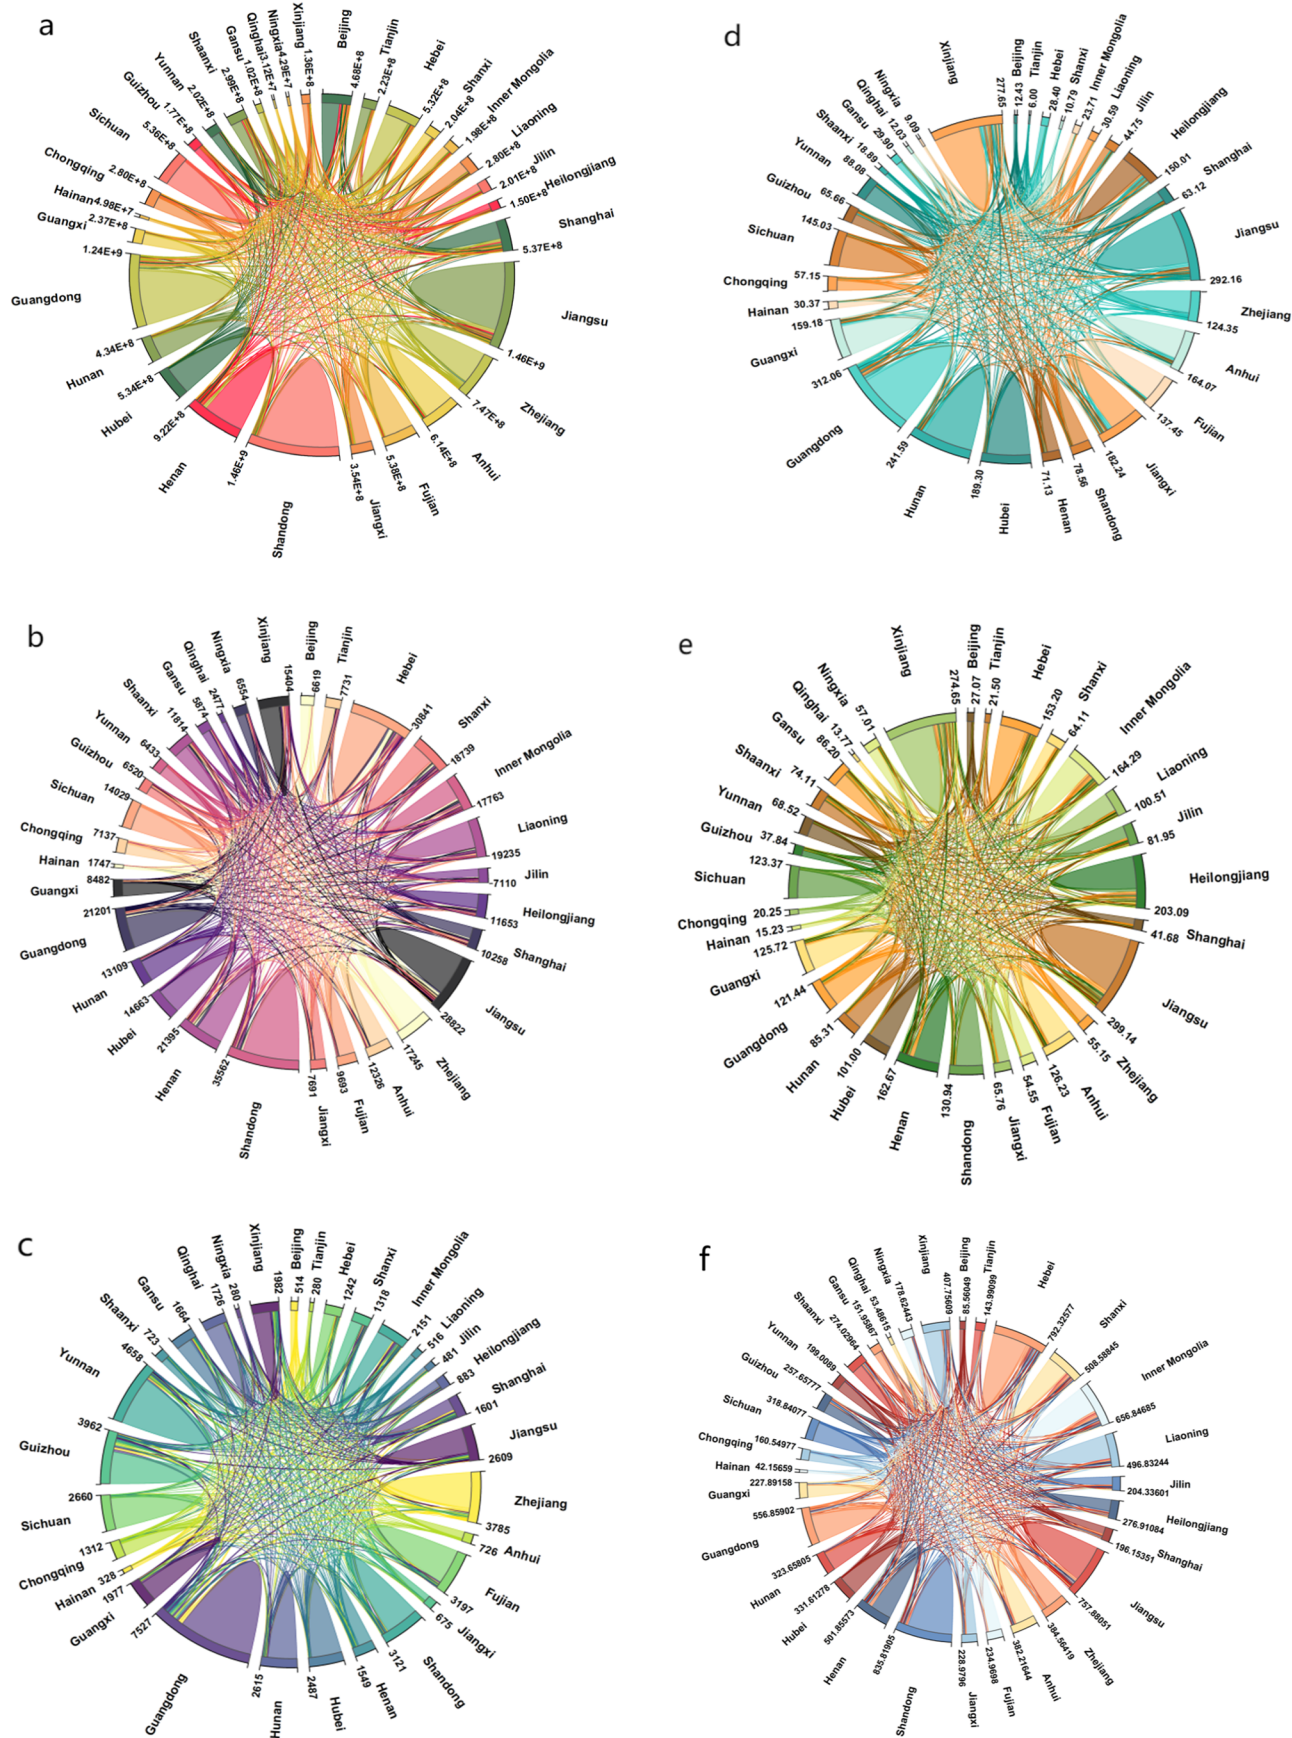 a
Beijing
4.68E+8
Tianjin
2.23E+8
Hebei
5.32E+8
Shanxi
2.04E+8
Inner Mongolia
1.98E+8
Liaoning
2.80E+8
Jilin
2.01E+8
Heilongjiang
1.50E+8
Shanghai
5.37E+8
Jiangsu
1.46E+9
Zhejiang
7.47E+8
Anhui
6.14E+8
Fujian
5.38E+8
Jiangxi
3.54E+8
Shandong
1.46E+9
Henan
9.22E+8
Hubei
5.34E+8
Hunan
4.34E+8
Guangdong
1.24E+9
Guangxi
2.37E+8
Hainan
4.98E+7
Chongqing
2.80E+8
Sichuan
5.36E+8
Guizhou
1.77E+8
Yunnan
2.02E+8
Shaanxi
2.99E+8
Gansu
1.02E+8
Qinghai
3.12E+7
Ningxia
4.29E+7
Xinjiang
1.36E+8
d
Beijing
12.43
Tianjin
6.00
Hebei
28.40
Shanxi
10.79
Inner Mongolia
23.71
Liaoning
30.59
Jilin
44.75
Heilongjiang
150.01
Shanghai
63.12
Jiangsu
292.16
Zhejiang
124.35
Anhui
164.07
Fujian
137.45
Jiangxi
182.24
Shandong
78.56
Henan
71.13
Hubei
189.30
Hunan
241.59
Guangdong
312.06
Guangxi
159.18
Hainan
30.37
Chongqing
57.15
Sichuan
145.03
Guizhou
65.66
Yunnan
88.08
Shaanxi
18.89
Gansu
29.90
Qinghai
12.03
Ningxia
9.09
Xinjiang
277.65
b
Beijing
6619
Tianjin
7731
Hebei
30841
Shanxi
18739
Inner Mongolia
17763
Liaoning
19235
Jilin
7110
Heilongjiang
11653
Shanghai
10258
Jiangsu
28822
Zhejiang
17245
Anhui
12326
Fujian
9693
Jiangxi
7691
Shandong
35562
Henan
21395
Hubei
14663
Hunan
13109
Guangdong
21201
Guangxi
8482
Hainan
1747
Chongqing
7137
Sichuan
14029
Guizhou
6520
Yunnan
6433
Shaanxi
11814
Gansu
5874
Qinghai
2477
Ningxia
6554
Xinjiang
15404
e
Beijing
27.07
Tianjin
21.50
Hebei
153.20
Shanxi
64.11
Inner Mongolia
164.29
Liaoning
100.51
Jilin
81.95
Heilongjiang
203.09
Shanghai
41.68
Jiangsu
299.14
Zhejiang
55.15
Anhui
126.23
Fujian
54.55
Jiangxi
65.76
Shandong
130.94
Henan
162.67
Hubei
101.00
Hunan
85.31
Guangdong
121.44
Guangxi
125.72
Hainan
15.23
Chongqing
20.25
Sichuan
123.37
Guizhou
37.84
Yunnan
68.52
Shaanxi
74.11
Gansu
86.20
Qinghai
13.77
Ningxia
57.01
Xinjiang
274.65
c
Beijing
514
Tianjin
280
Hebei
1242
Shanxi
1318
Inner Mongolia
2151
Liaoning
516
Jilin
481
Heilongjiang
883
Shanghai
1601
Jiangsu
2609
Zhejiang
3785
Anhui
726
Fujian
3197
Jiangxi
675
Shandong
3121
Henan
1549
Hubei
2487
Hunan
2615
Guangdong
7527
Guangxi
1977
Hainan
328
Chongqing
1312
Sichuan
2660
Guizhou
3962
Yunnan
4658
Shaanxi
723
Gansu
1664
Qinghai
1726
Ningxia
280
Xinjiang
1982
f
Beijing
85.56049
Tianjin
143.99099
Hebei
792.32577
Shanxi
508.58845
Inner Mongolia
656.84685
Liaoning
496.83244
Jilin
204.33601
Heilongjiang
276.91084
Shanghai
196.15351
Jiangsu
757.88051
Zhejiang
384.56419
Anhui
382.21644
Fujian
234.9698
Jiangxi
228.9796
Shandong
835.81905
Henan
501.85573
Hubei
331.61278
Hunan
323.65805
Guangdong
556.85902
Guangxi
227.89158
Hainan
42.15659
Chongqing
160.54977
Sichuan
318.84077
Guizhou
257.65777
Yunnan
199.0089
Shaanxi
274.02964
Gansu
151.95867
Qinghai
53.48615
Ningxia
178.62443
Xinjiang
407.75609